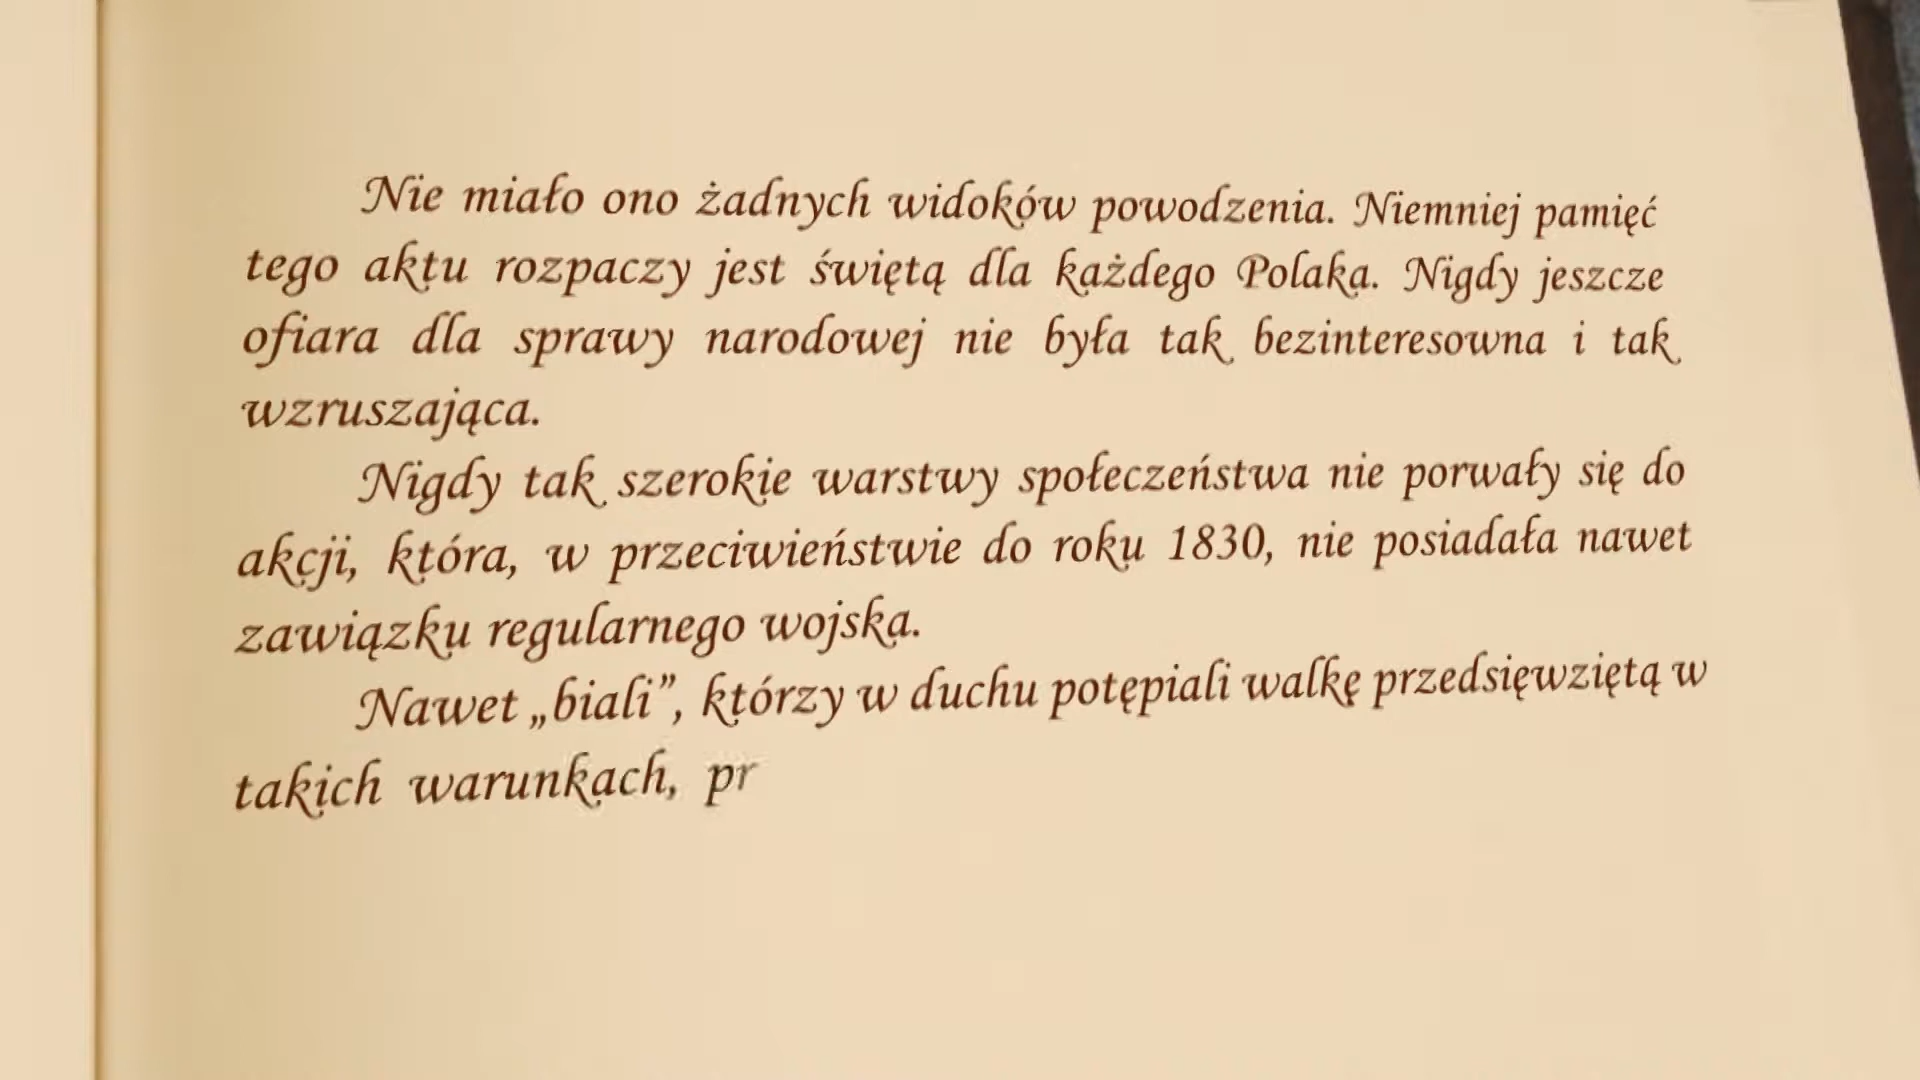 Nie miało ono żadnych widoków powodzenia. Niemniej pamięć
tego aktu rozpaczy jest świętą dla każdego Polaka. Nigdy jeszcze
ofiara dla sprawy narodowej nie była tak bezinteresowna i tak
wzruszająca.
Nigdy tak szerokie warstwy społeczeństwa nie porwały się do
akcji, która, w przeciwieństwie do roku 1830, nie posiadała nawet
zawiązku regularnego wojska.
Nawet „biali”, którzy w duchu potępiali walkę przedsięwziętą w
takich warunkach, pr